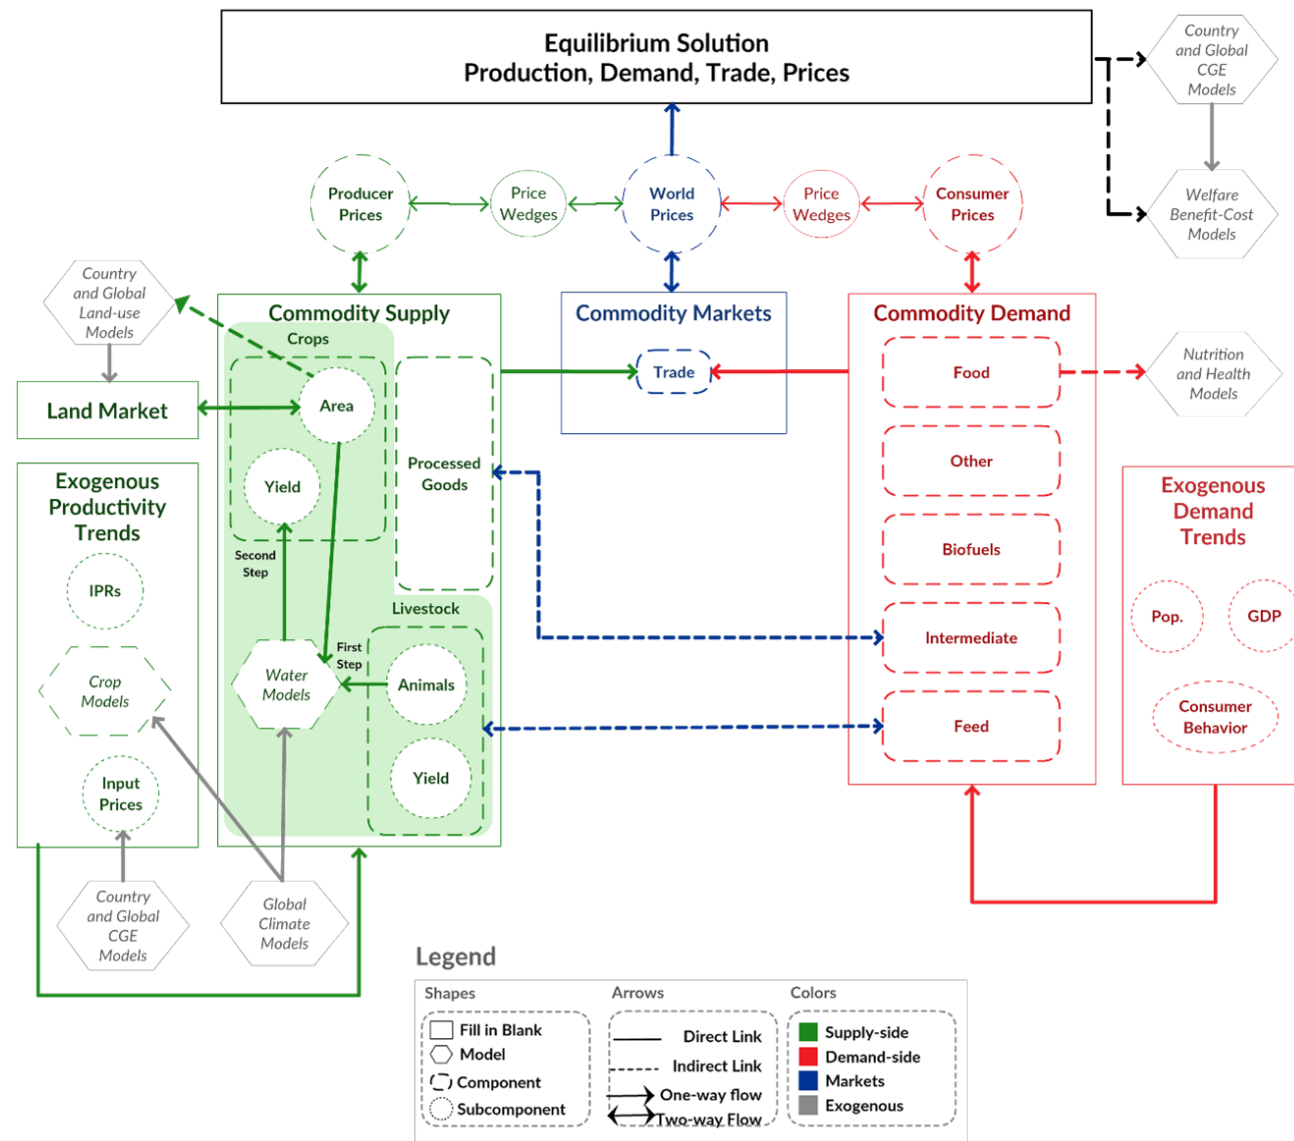 Equilibrium Solution
Production, Demand, Trade, Prices
Country
and Global
CGE
Models
Welfare
Benefit-Cost
Models
Producer
Prices
Price
Wedges
World
Prices
Price
Wedges
Consumer
Prices
Country
and Global
Land-use
Models
Land Market
Commodity Supply
Crops
Area
Yield
Processed
Goods
Second
Step
Livestock
First
Step
Water
Models
Animals
Yield
Commodity Markets
Trade
Commodity Demand
Food
Other
Biofuels
Intermediate
Feed
Nutrition
and Health
Models
Exogenous
Demand
Trends
Pop.
GDP
Consumer
Behavior
Exogenous
Productivity
Trends
IPRs
Crop
Models
Input
Prices
Country
and Global
CGE
Models
Global
Climate
Models
Legend
Shapes
Fill in Blank
Model
Component
Subcomponent
Arrows
Direct Link
Indirect Link
One-way flow
Two-way Flow
Colors
Supply-side
Demand-side
Markets
Exogenous